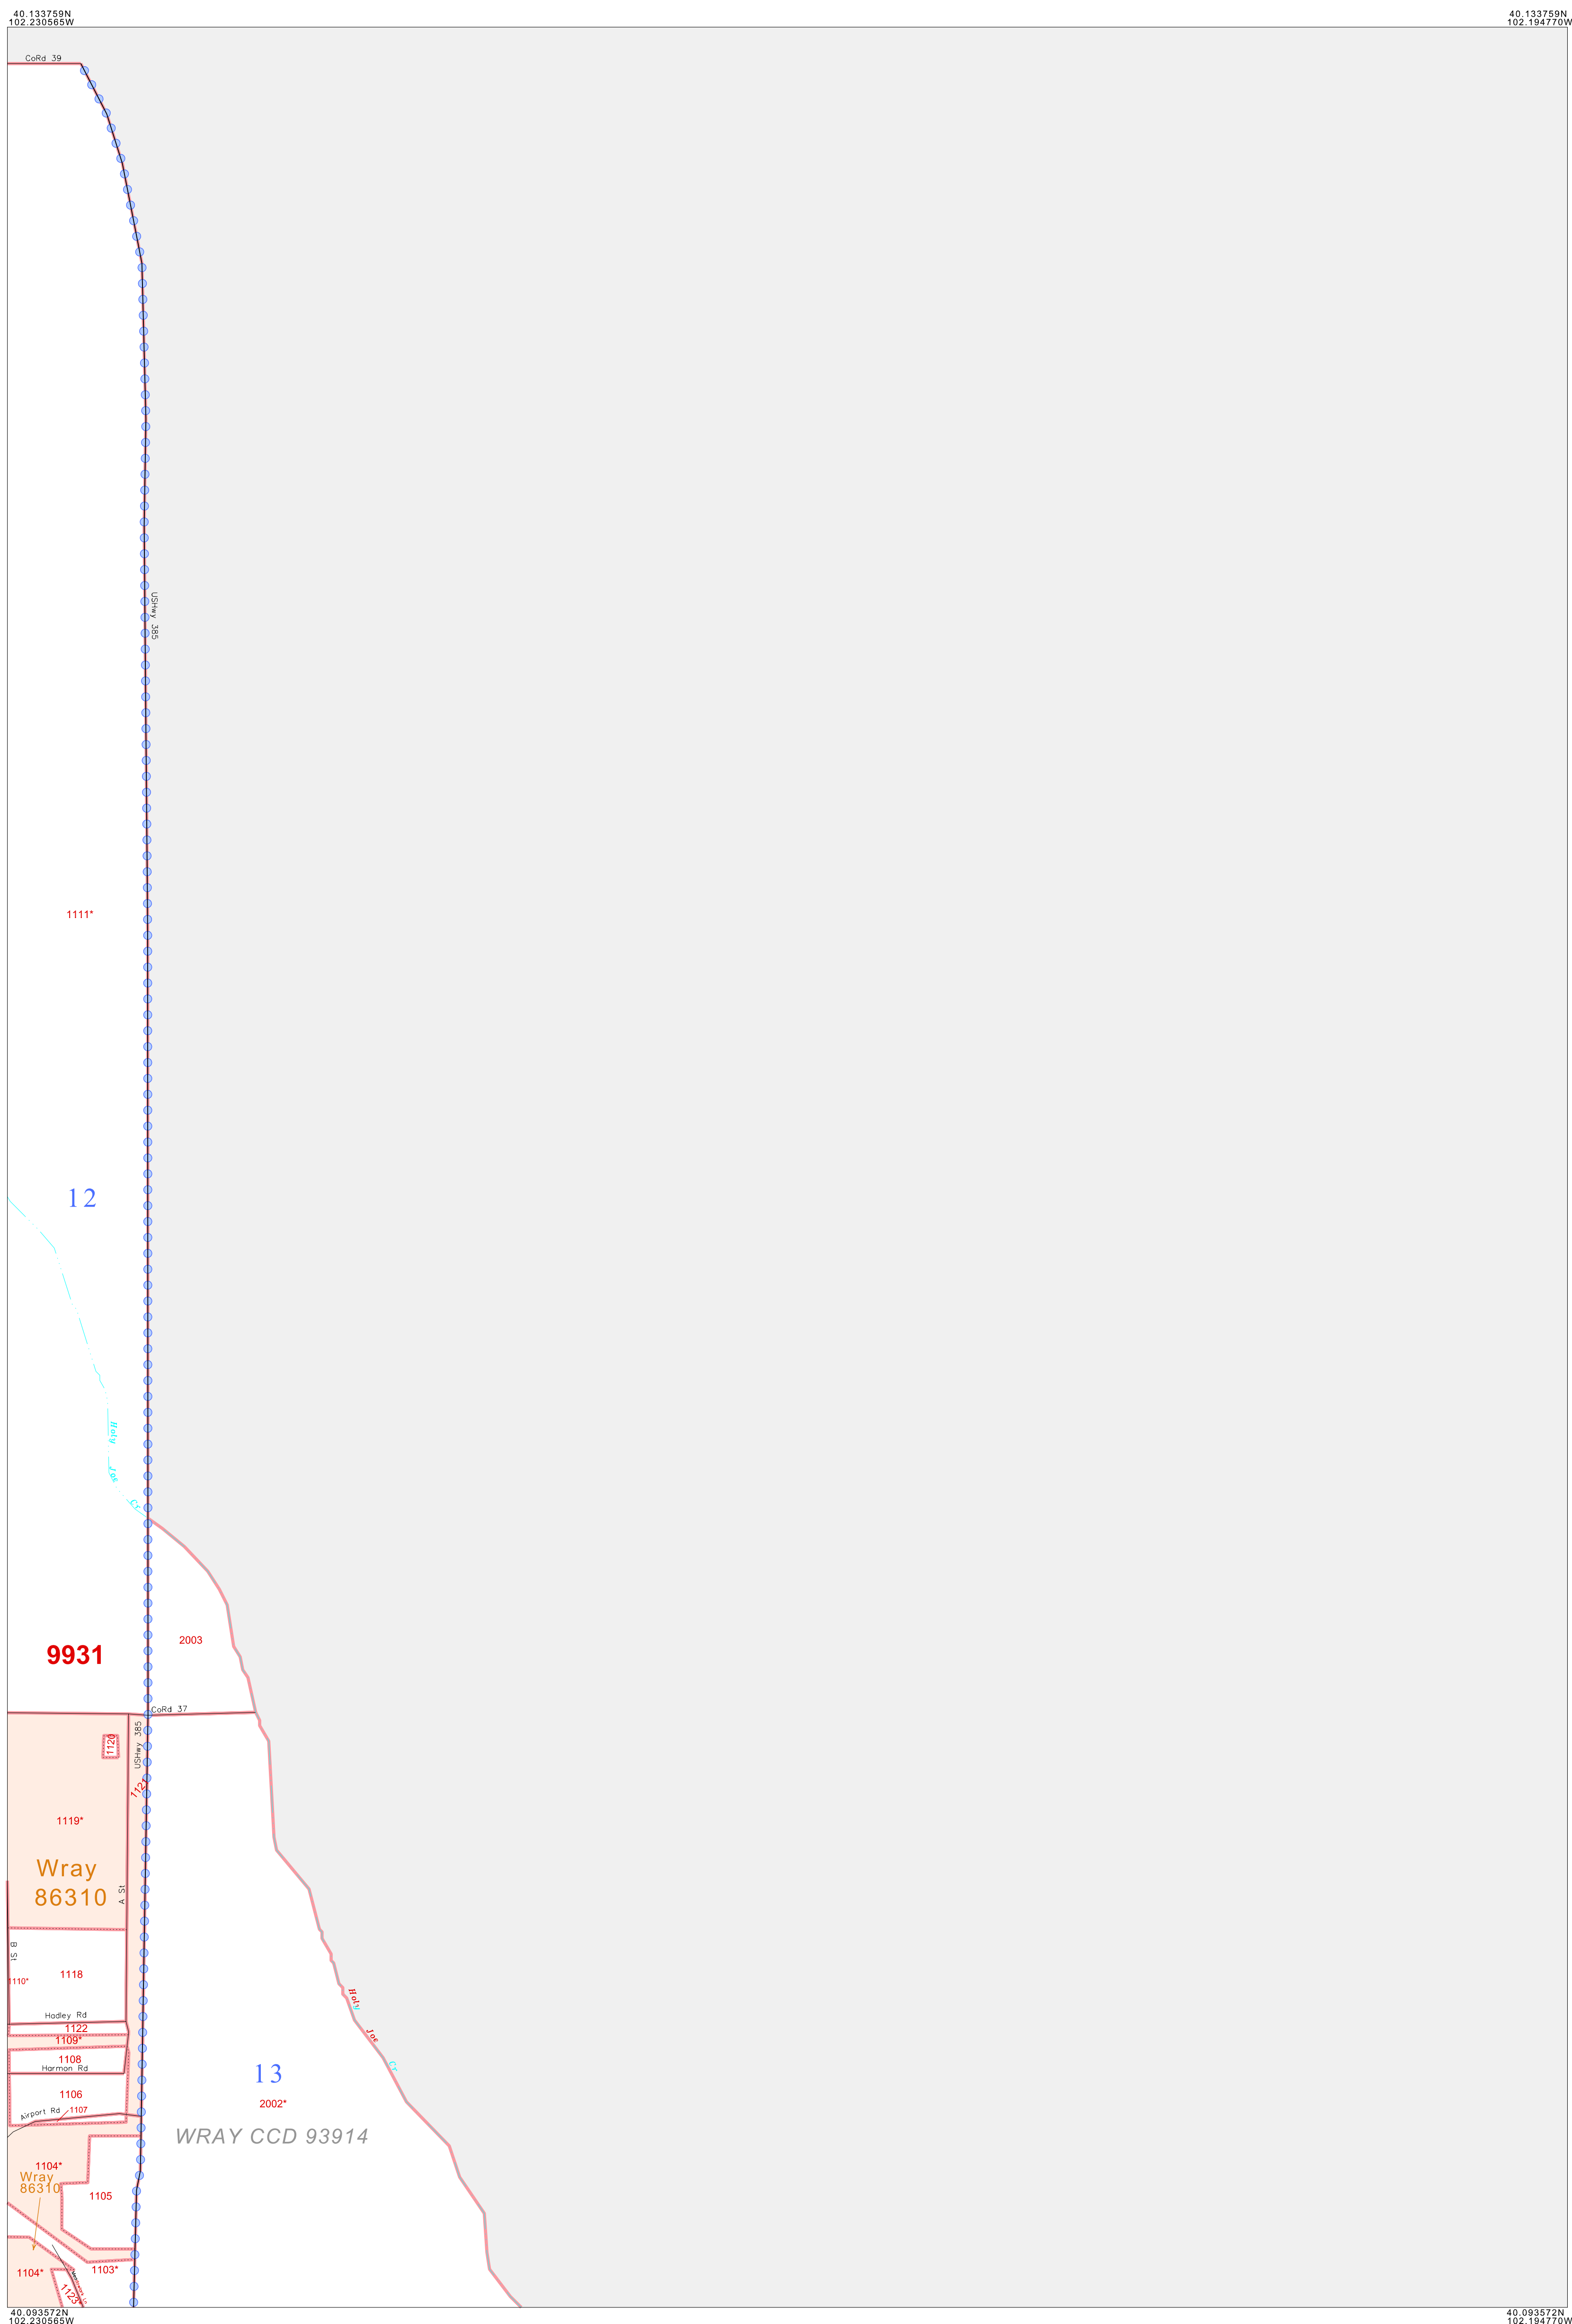 40.133759N
102.230565W
40.133759N
102.194770W
CoRd 39
USHwy 385
1111*
12
Holy Joe Cr
2003
9931
CoRd 37
USHwy 385
1120
1121
1119*
Wray
86310
A St
B St
1118
1110*
Hodley Rd
1122
1109*
1108
Harmon Rd
1106
Airport Rd
1107
Holy Joe Cr
13
2002*
WRAY CCD 93914
1104*
Wray
86310
1105
1103*
1104*
1123*
40.093572N
102.230565W
40.093572N
102.194770W